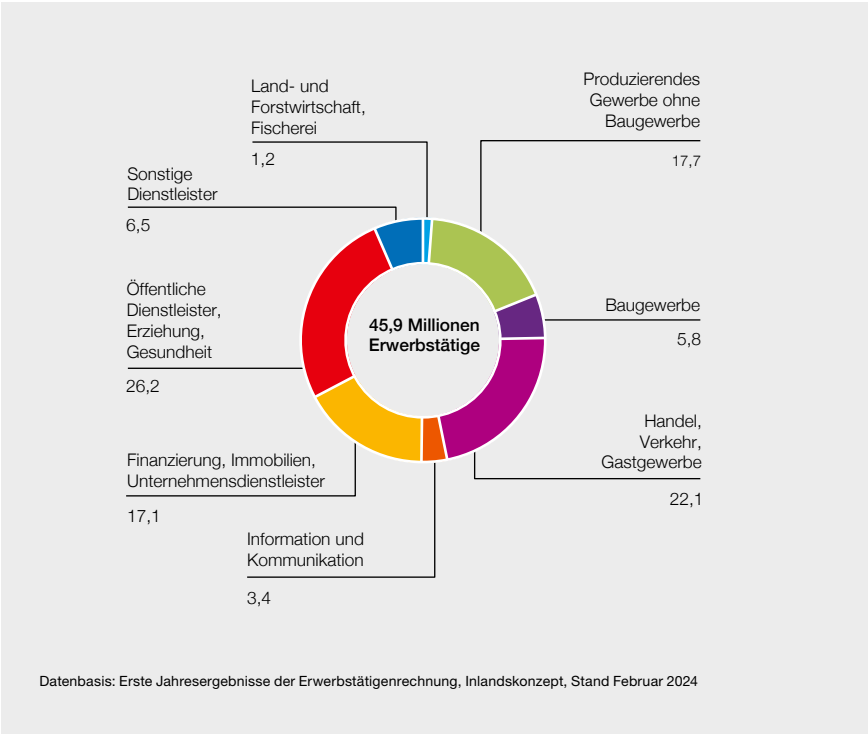 Land- und
Forstwirtschaft,
Fischerei
1,2
Produzierendes
Gewerbe ohne
Baugewerbe
17,7
Sonstige
Dienstleister
6,5
Öffentliche
Dienstleister,
Erziehung,
Gesundheit
26,2
45,9 Millionen
Erwerbstätige
Baugewerbe
5,8
Handel,
Verkehr,
Gastgewerbe
22,1
Finanzierung, Immobilien,
Unternehmensdienstleister
17,1
Information und
Kommunikation
3,4
Datenbasis: Erste Jahresergebnisse der Erwerbstätigenrechnung, Inlandskonzept, Stand Februar 2024